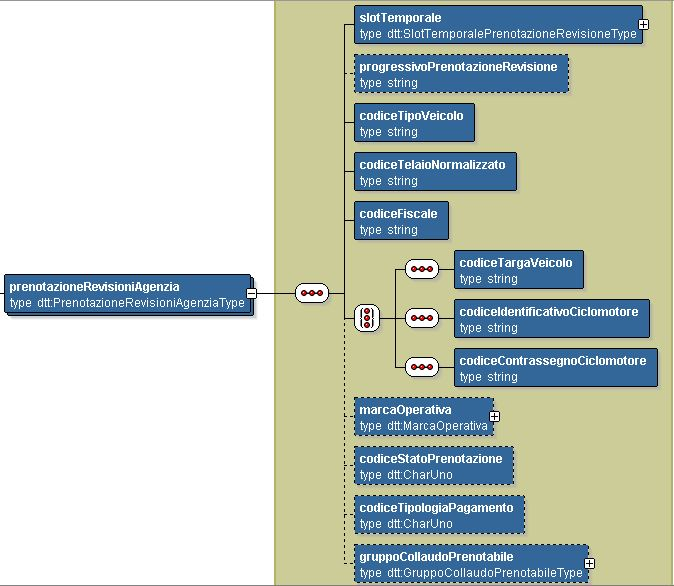 slotTemporale
type dtt:SlotTemporalePrenotazioneRevisioneType
progressivoPrenotazioneRevisione
type string
codiceTipoVeicolo
type string
codiceTelaioNormalizzato
type string
codiceFiscale
type string
prenotazioneRevisioniAgenzia
type dtt:PrenotazioneRevisioniAgenziaType
codiceTargaVeicolo
type string
codiceIdentificativoCiclomotore
type string
codiceContrassegnoCiclomotore
type string
marcaOperativa
type dtt:MarcaOperativa
codiceStatoPrenotazione
type dtt:CharUno
codiceTipologiaPagamento
type dtt:CharUno
gruppoCollaudoPrenotabile
type dtt:GruppoCollaudoPrenotabileType